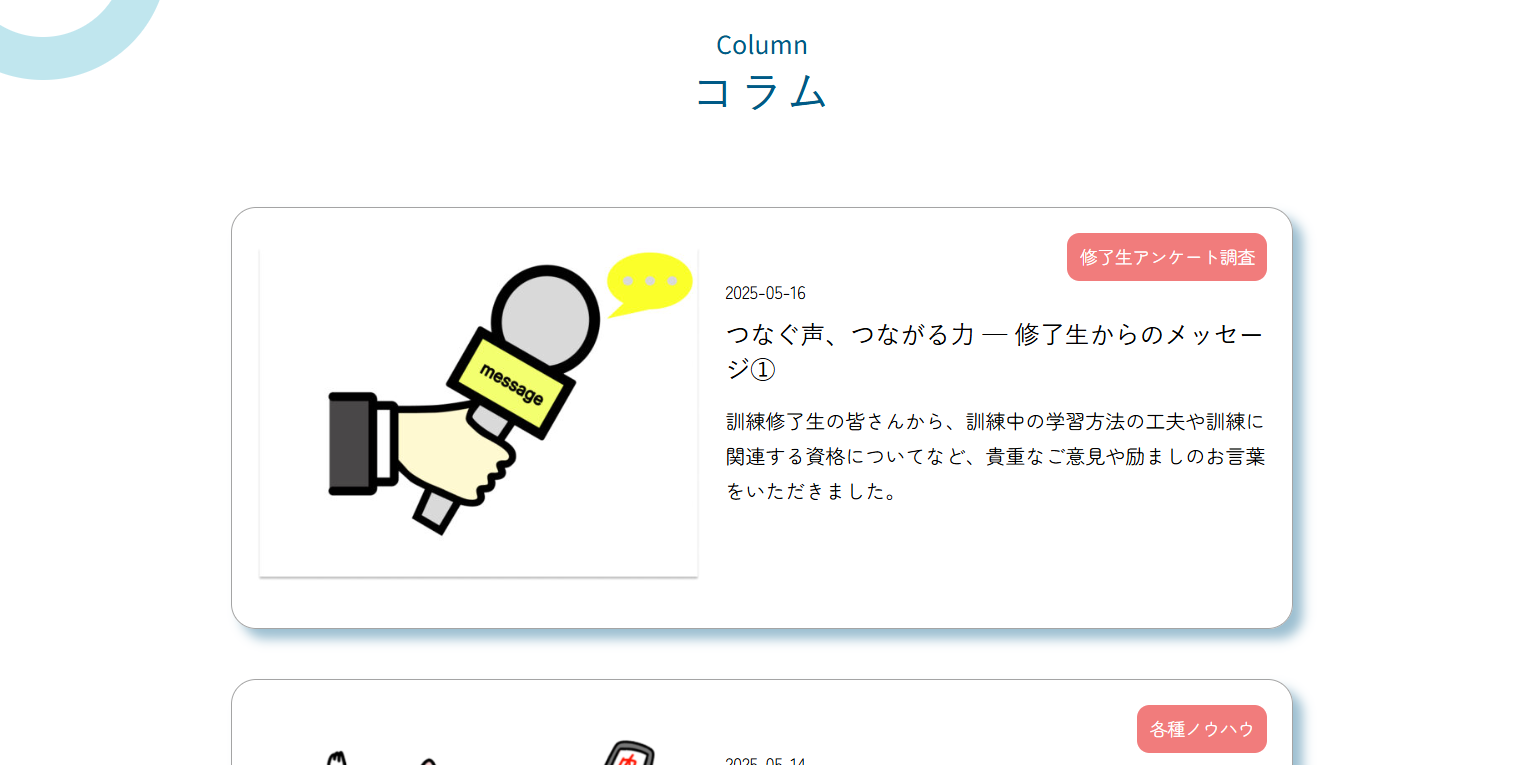 Column
コラム
修了生アンケート調査
2025-05-16
つなぐ声、つながる力 ― 修了生からのメッセー
ジ①
訓練修了生の皆さんから、訓練中の学習方法の工夫や訓練に
関連する資格についてなど、貴重なご意見や励ましのお言葉
をいただきました。
message
各種ノウハウ
2025-05-14